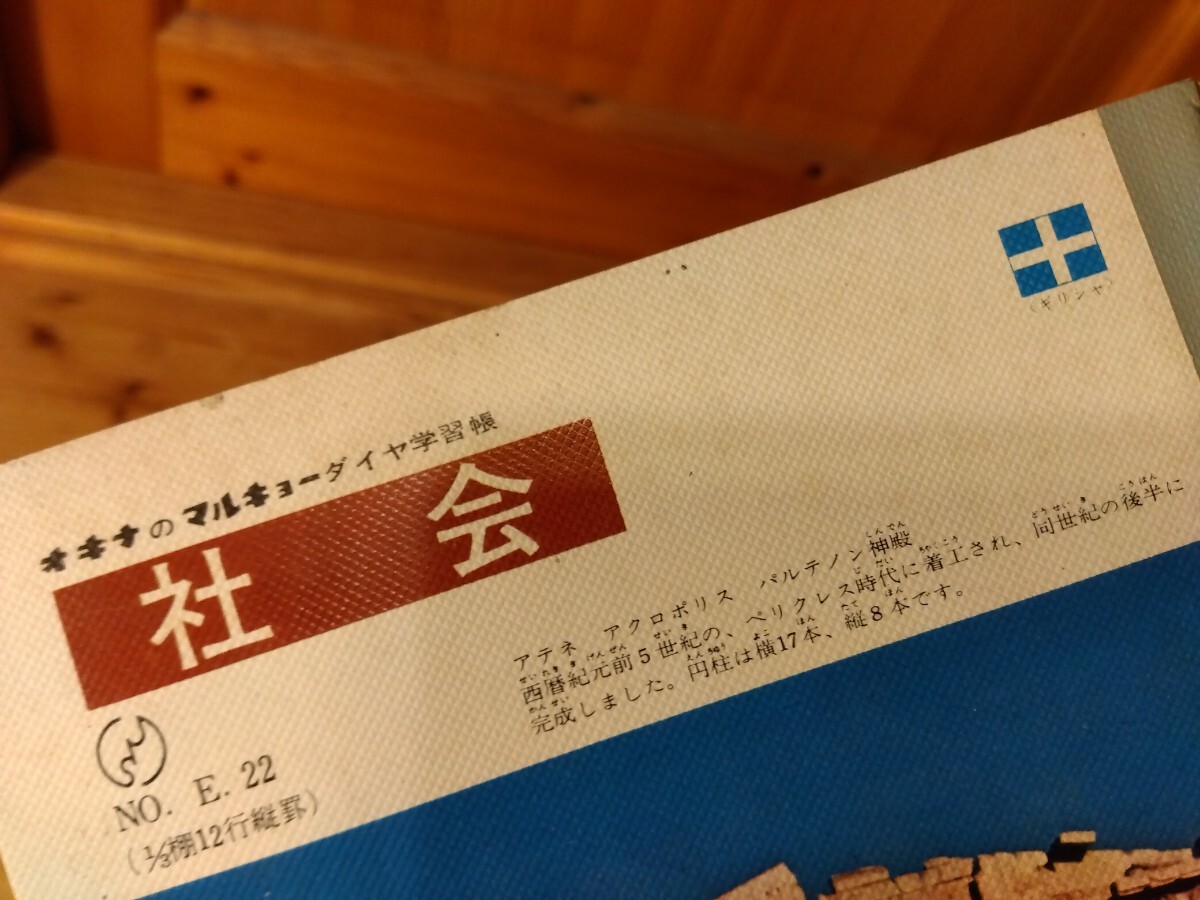 キキキのマルキョーダイヤ学習帳
社会
NO. E. 22
(⅓棚12行縦罫)
(ギリシャ)
アテネ アクロポリス パルテノン神殿
西暦紀元前5世紀の、ペリクレス時代に着工され、同世紀の後半に
完成しました。円柱は横17本、縦8本です。